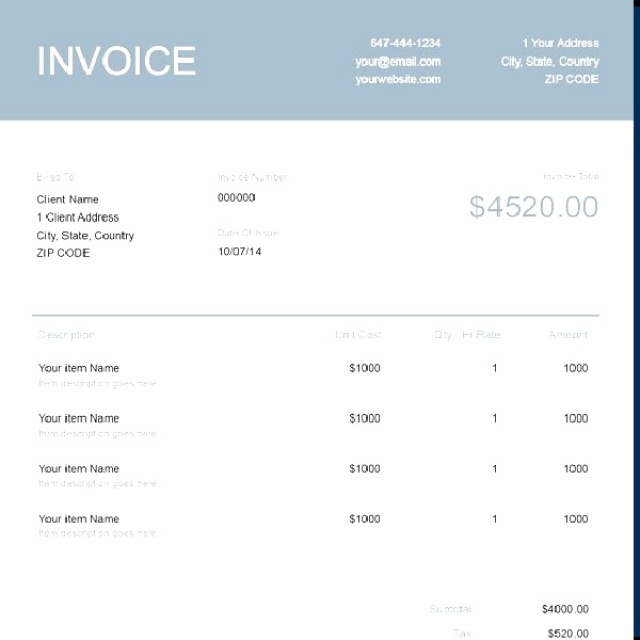 INVOICE
647-444-1234
your@email.com
yourwebsite.com
1 Your Address
City, State, Country
ZIP CODE
Billed To
Client Name
1 Client Address
City, State, Country
ZIP CODE
Invoice Number
000000
Date Of Issue
10/07/14
Invoice Total
$4520.00
Description Unit Cost Qty / Hr Rate Amount
Your item Name $1000 1 1000
Item description goes here
Your item Name $1000 1 1000
Item description goes here
Your item Name $1000 1 1000
Item description goes here
Your item Name $1000 1 1000
Item description goes here
Subtotal $4000.00
Tax $520.00